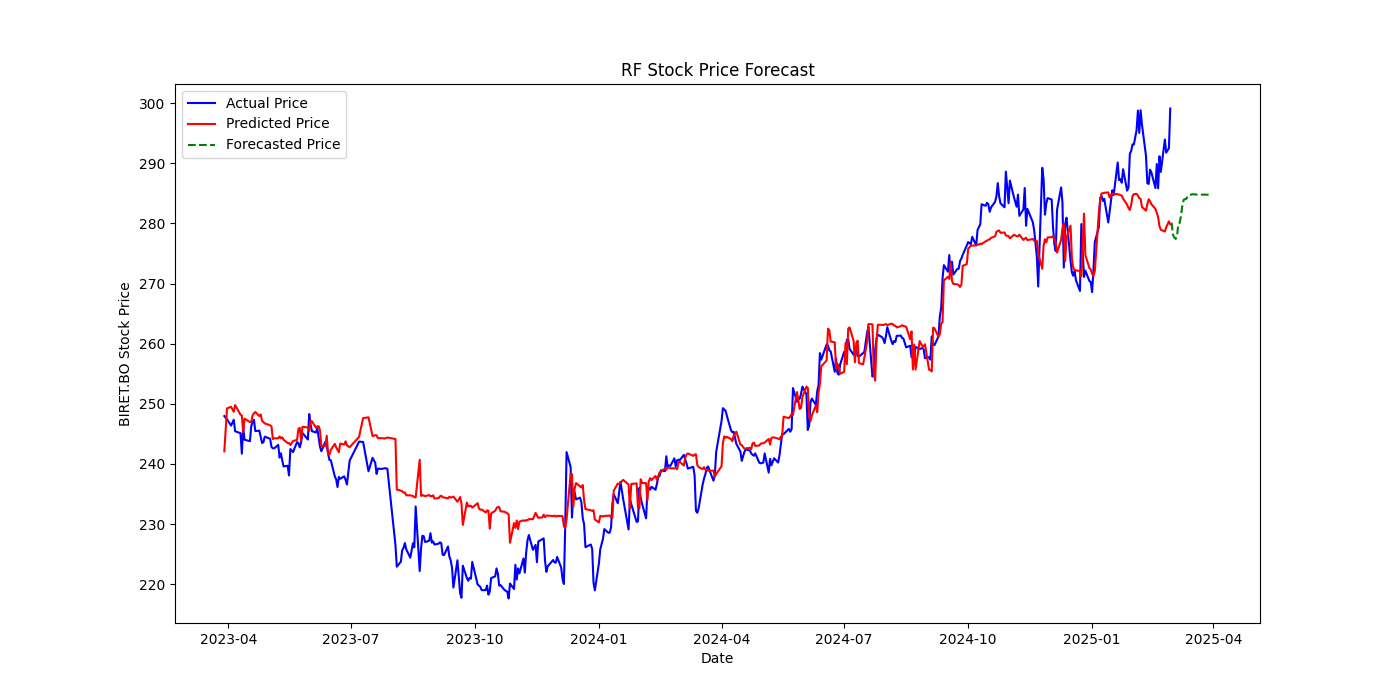 RF Stock Price Forecast
Actual Price
Predicted Price
Forecasted Price
300
290
280
270
260
250
240
230
220
BIRET.BO Stock Price
2023-04 2023-07 2023-10 2024-01 2024-04 2024-07 2024-10 2025-01 2025-04
Date